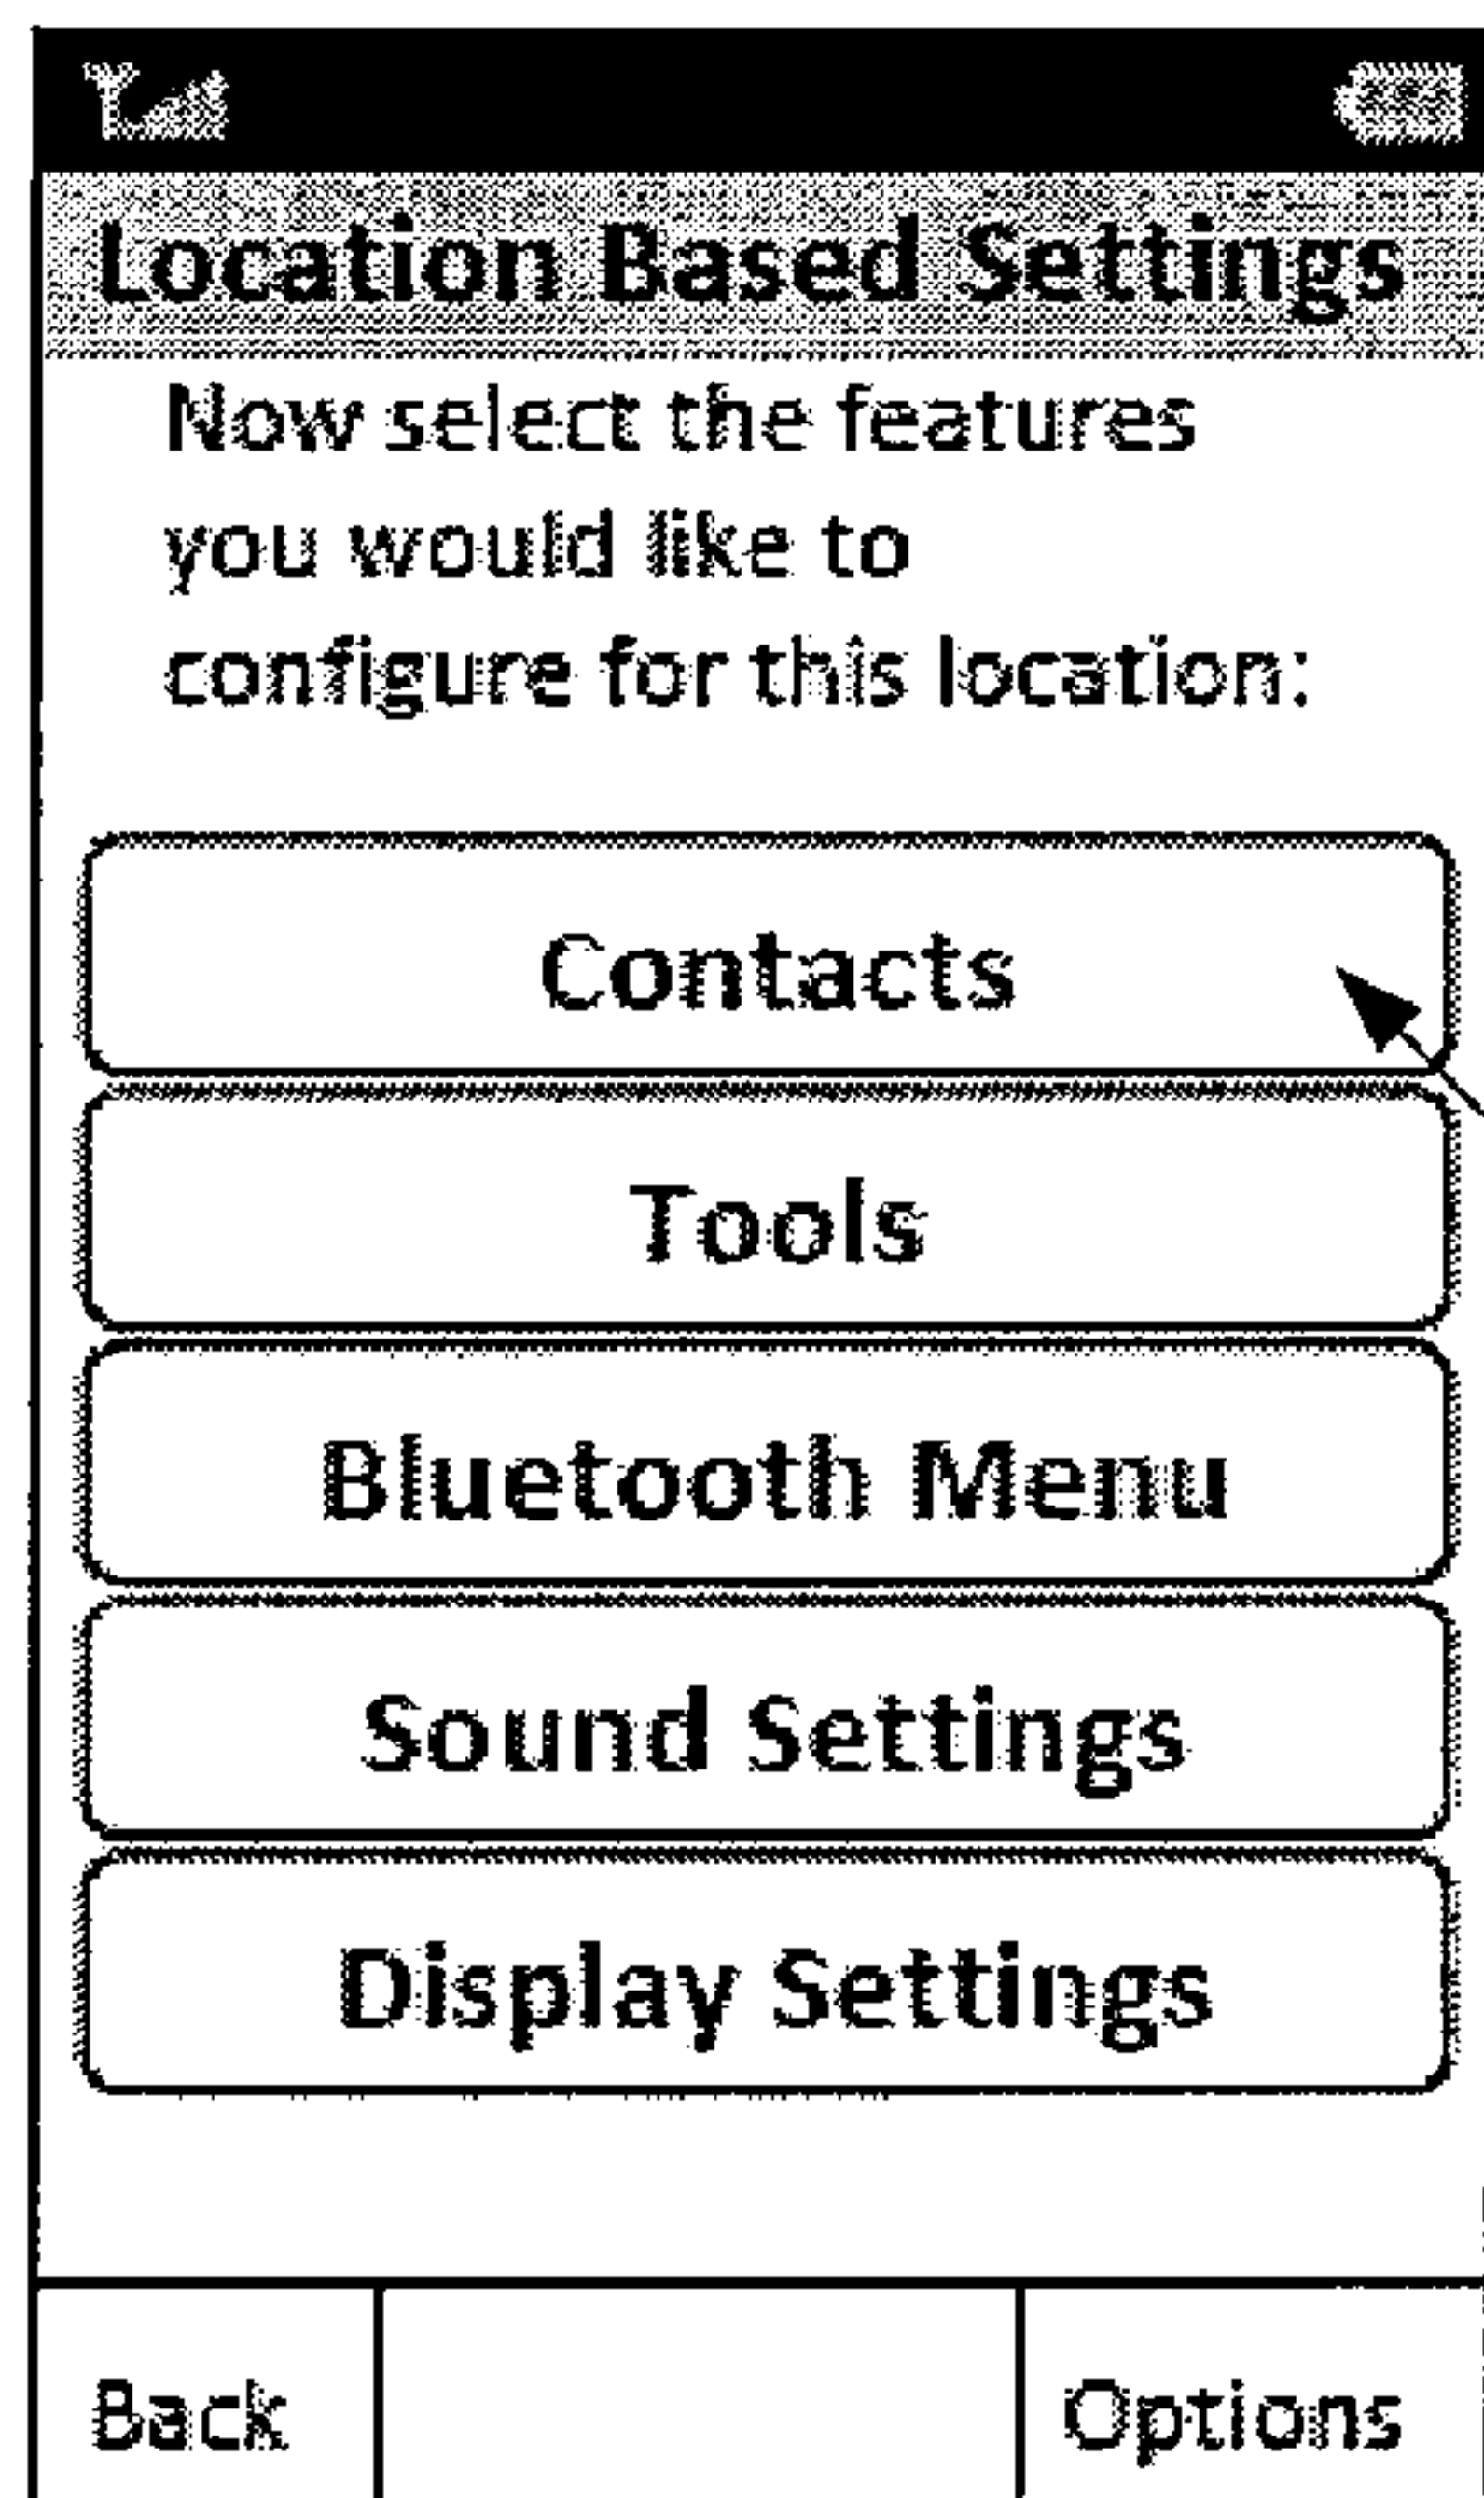 Location Based Settings
Now select the features
you would like to
configure for this location:
Contacts
Tools
Bluetooth Menu
Sound Settings
Display Settings
Back
Options